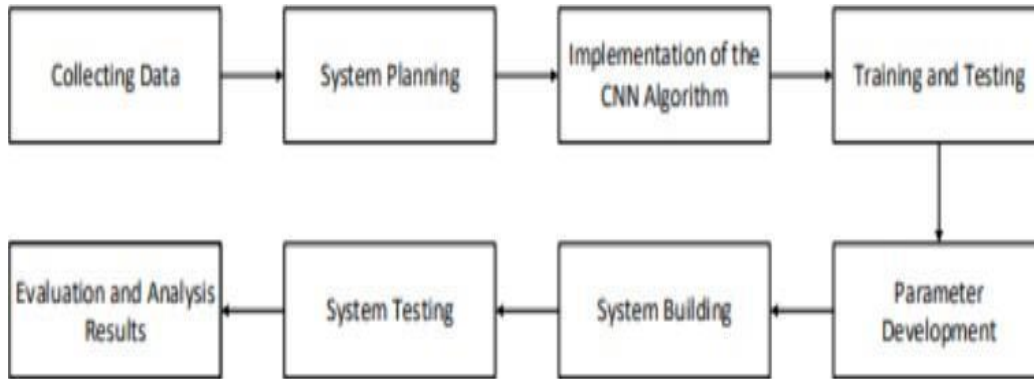 Collecting Data
System Planning
Implementation of the
CNN Algorithm
Training and Testing
Evaluation and Analysis
Results
System Testing
System Building
Parameter
Development